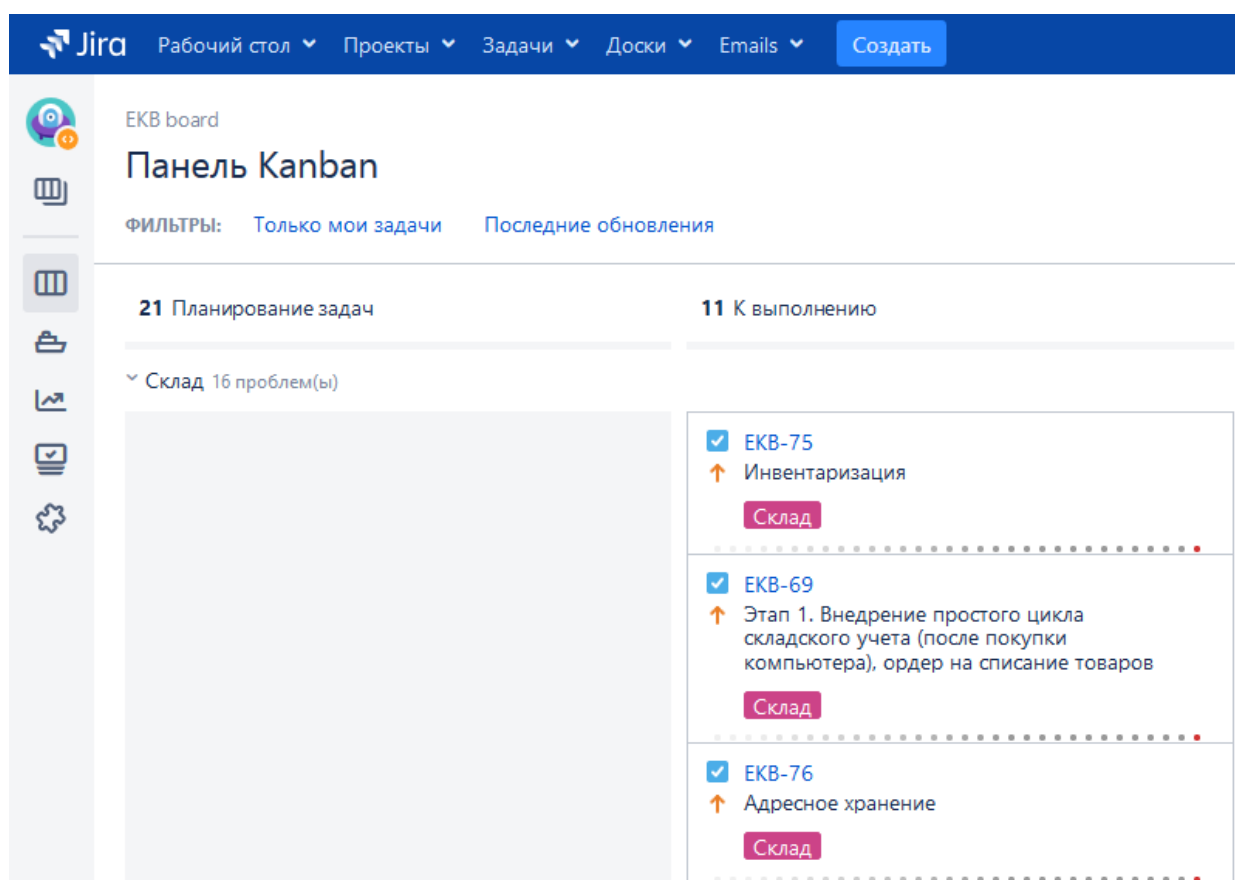 Jira Рабочий стол Проекты Задачи Доски Emails Создать
EKB board
Панель Kanban
ФИЛЬТРЫ: Только мои задачи Последние обновления
21 Планирование задач 11 К выполнению
Склад 16 проблем(ы)
EKB-75
Инвентаризация
Склад
EKB-69
Этап 1. Внедрение простого цикла
складского учета (после покупки
компьютера), ордер на списание товаров
Склад
EKB-76
Адресное хранение
Склад